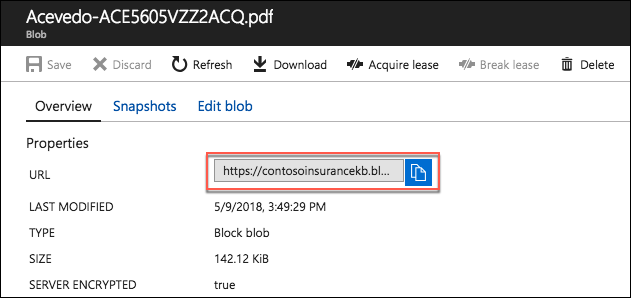 Acevedo-ACE5605VZZ2ACQ.pdf
Blob
Save Discard Refresh Download Acquire lease Break lease Delete
Overview Snapshots Edit blob
Properties
URL https://contosoinsurancekb.bl...
LAST MODIFIED 5/9/2018, 3:49:29 PM
TYPE Block blob
SIZE 142.12 KiB
SERVER ENCRYPTED true